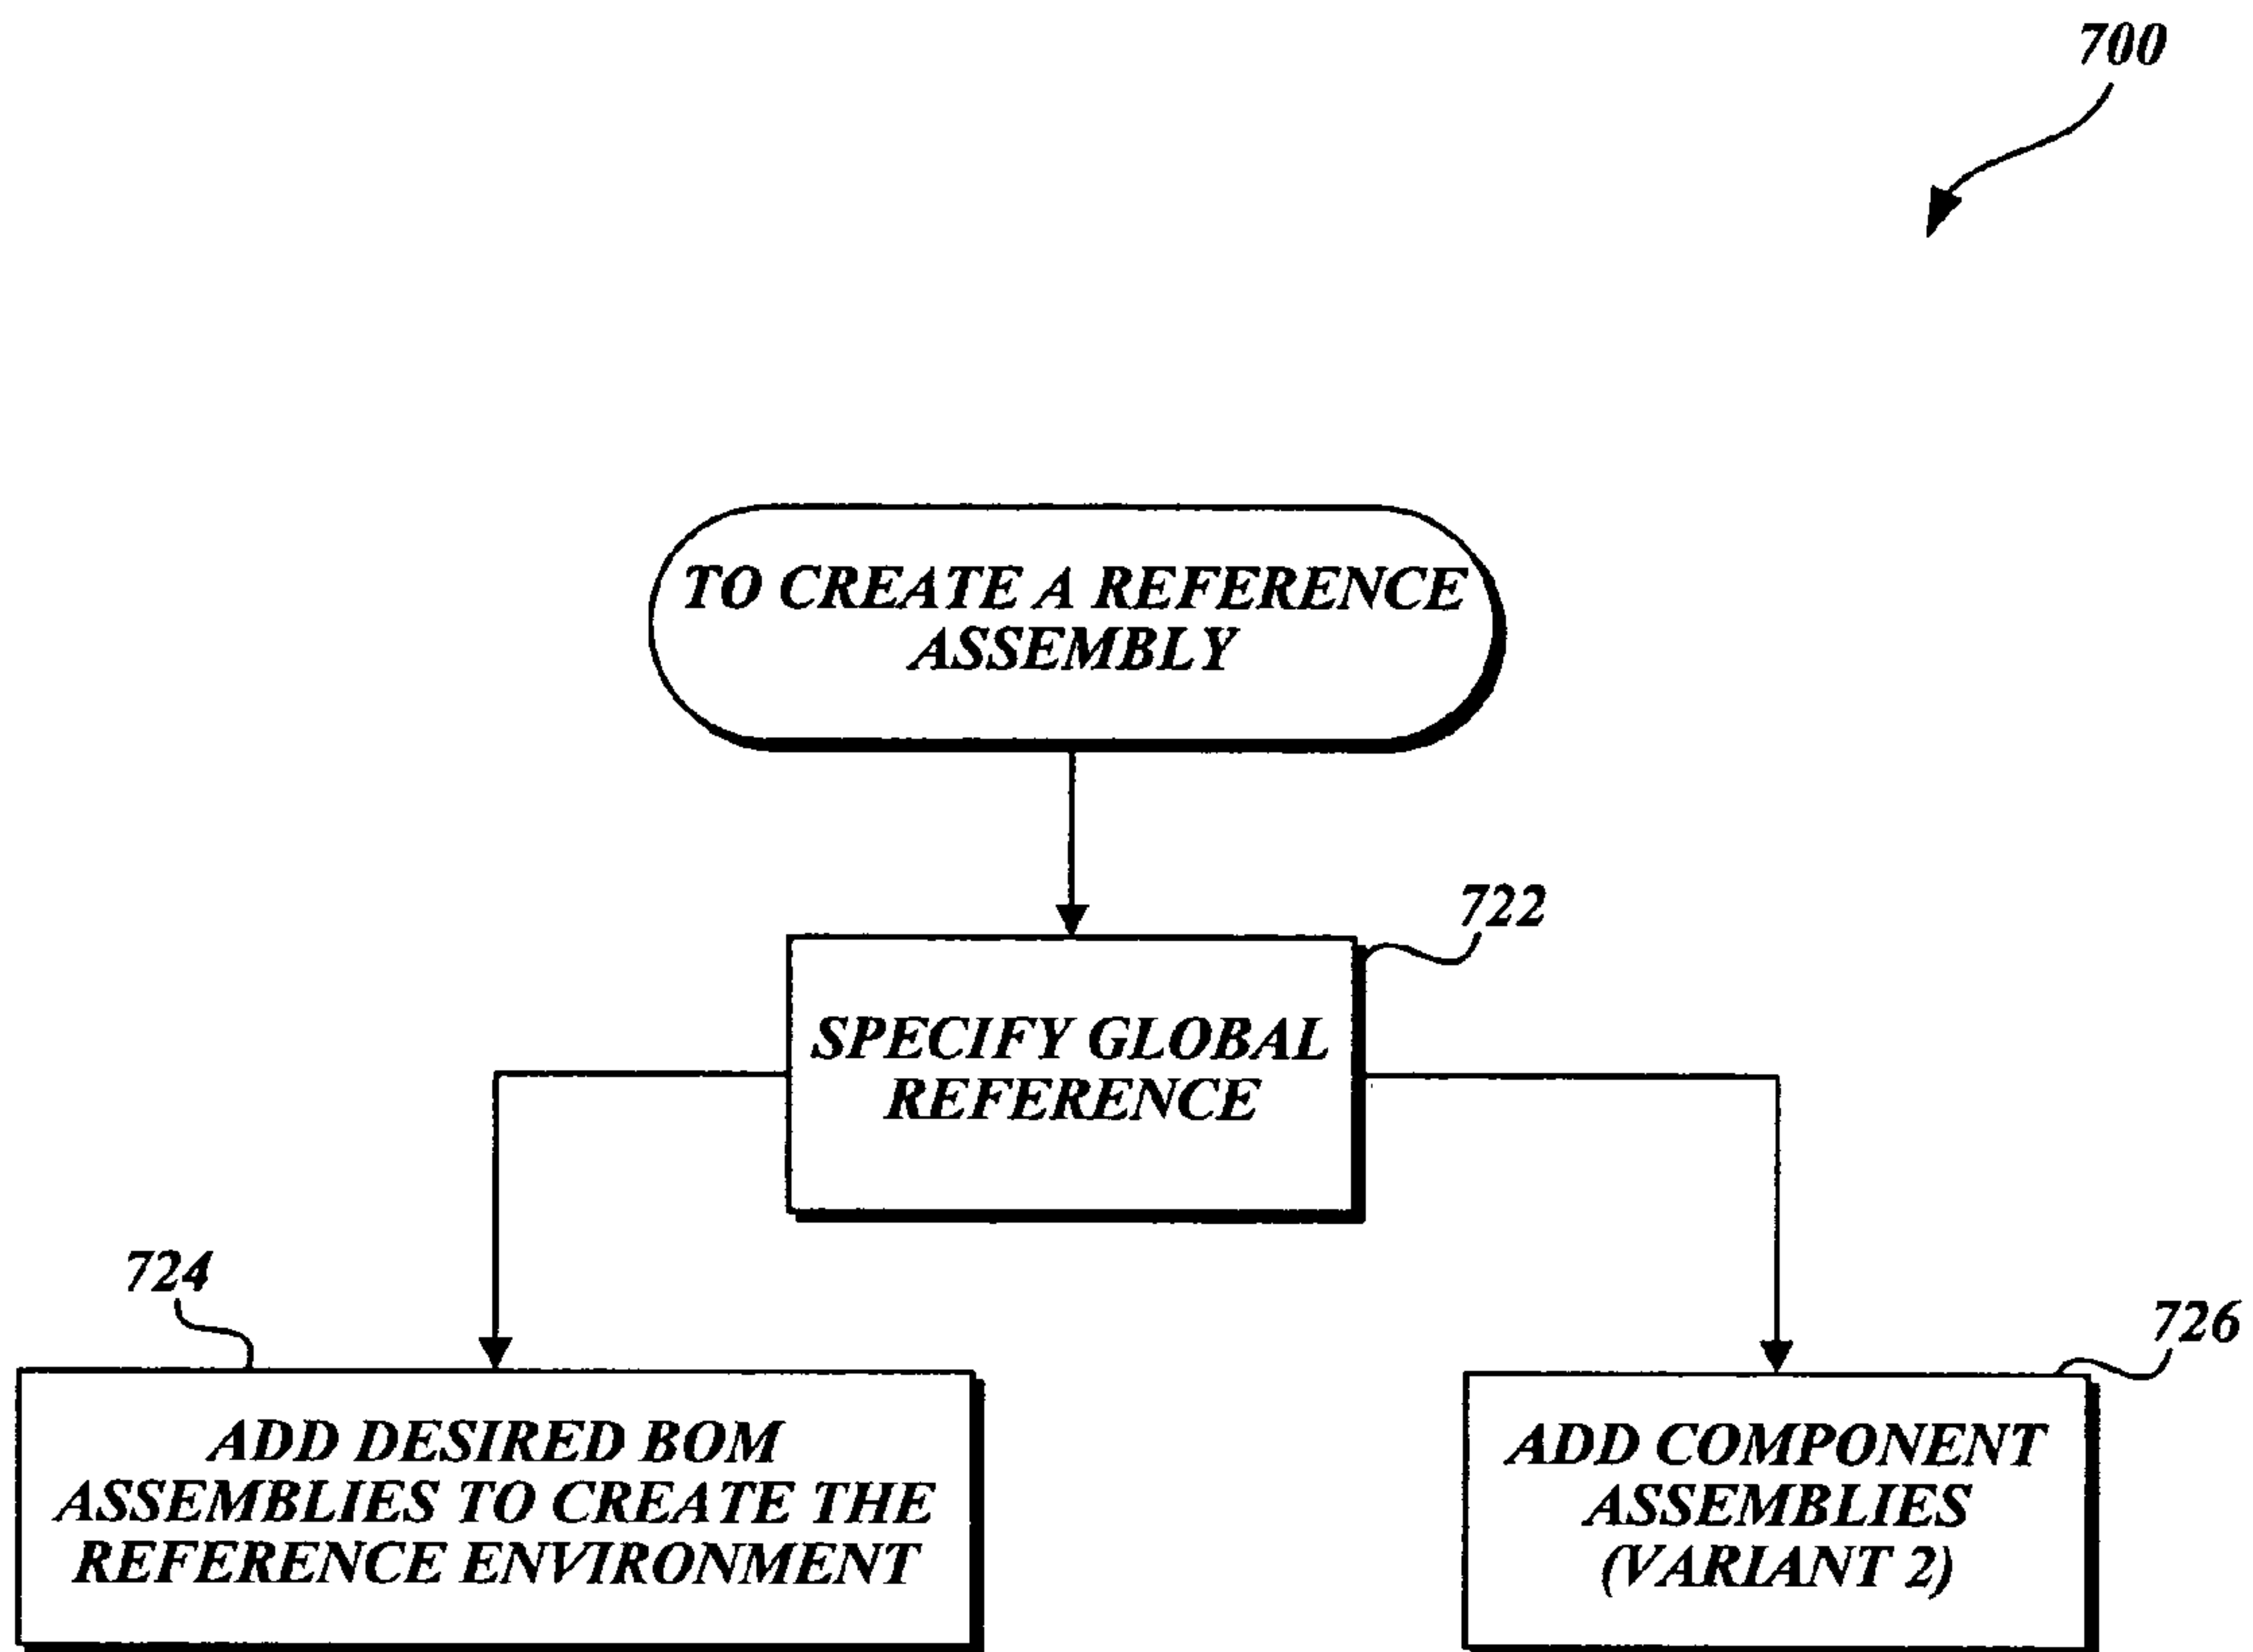 700
TO CREATE A REFERENCE
ASSEMBLY
722
SPECIFY GLOBAL
REFERENCE
724
ADD DESIRED BOM
ASSEMBLIES TO CREATE THE
REFERENCE ENVIRONMENT
726
ADD COMPONENT
ASSEMBLIES
(VARIANT 2)